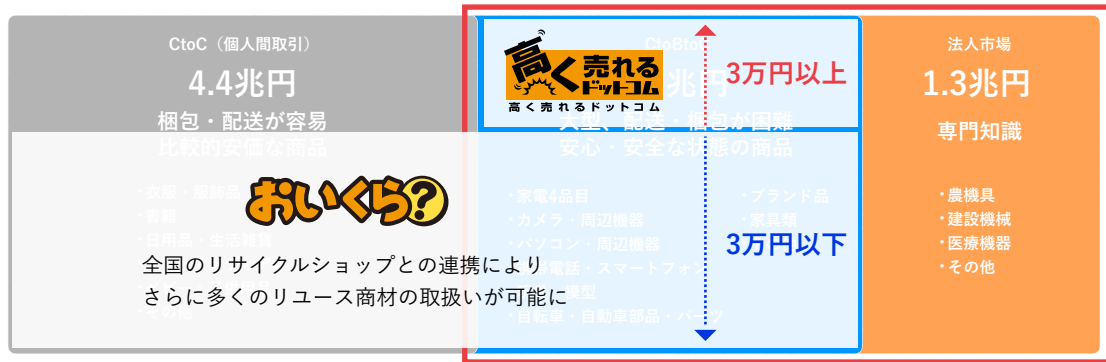 CtoC（個人間取引）
4.4兆円
梱包・配送が容易
比較的安価な商品
・衣服・服飾品
・書籍
・日用品・生活雑貨
・その他
おいくら?
全国のリサイクルショップとの連携により
さらに多くのリユース商材の取扱いが可能に
CtoBto
高く売れる
ドットコム
高く売れるドットコム
兆円
3万円以上
大型、配送・梱包が困難
安心・安全な状態の商品
・家電4品目
・カメラ・周辺機器
・パソコン・周辺機器
電話・スマートフォン
模型
・自転車・自動車部品・パーツ
・ブランド品
・家具類
3万円以下
法人市場
1.3兆円
専門知識
・農機具
・建設機械
・医療機器
・その他